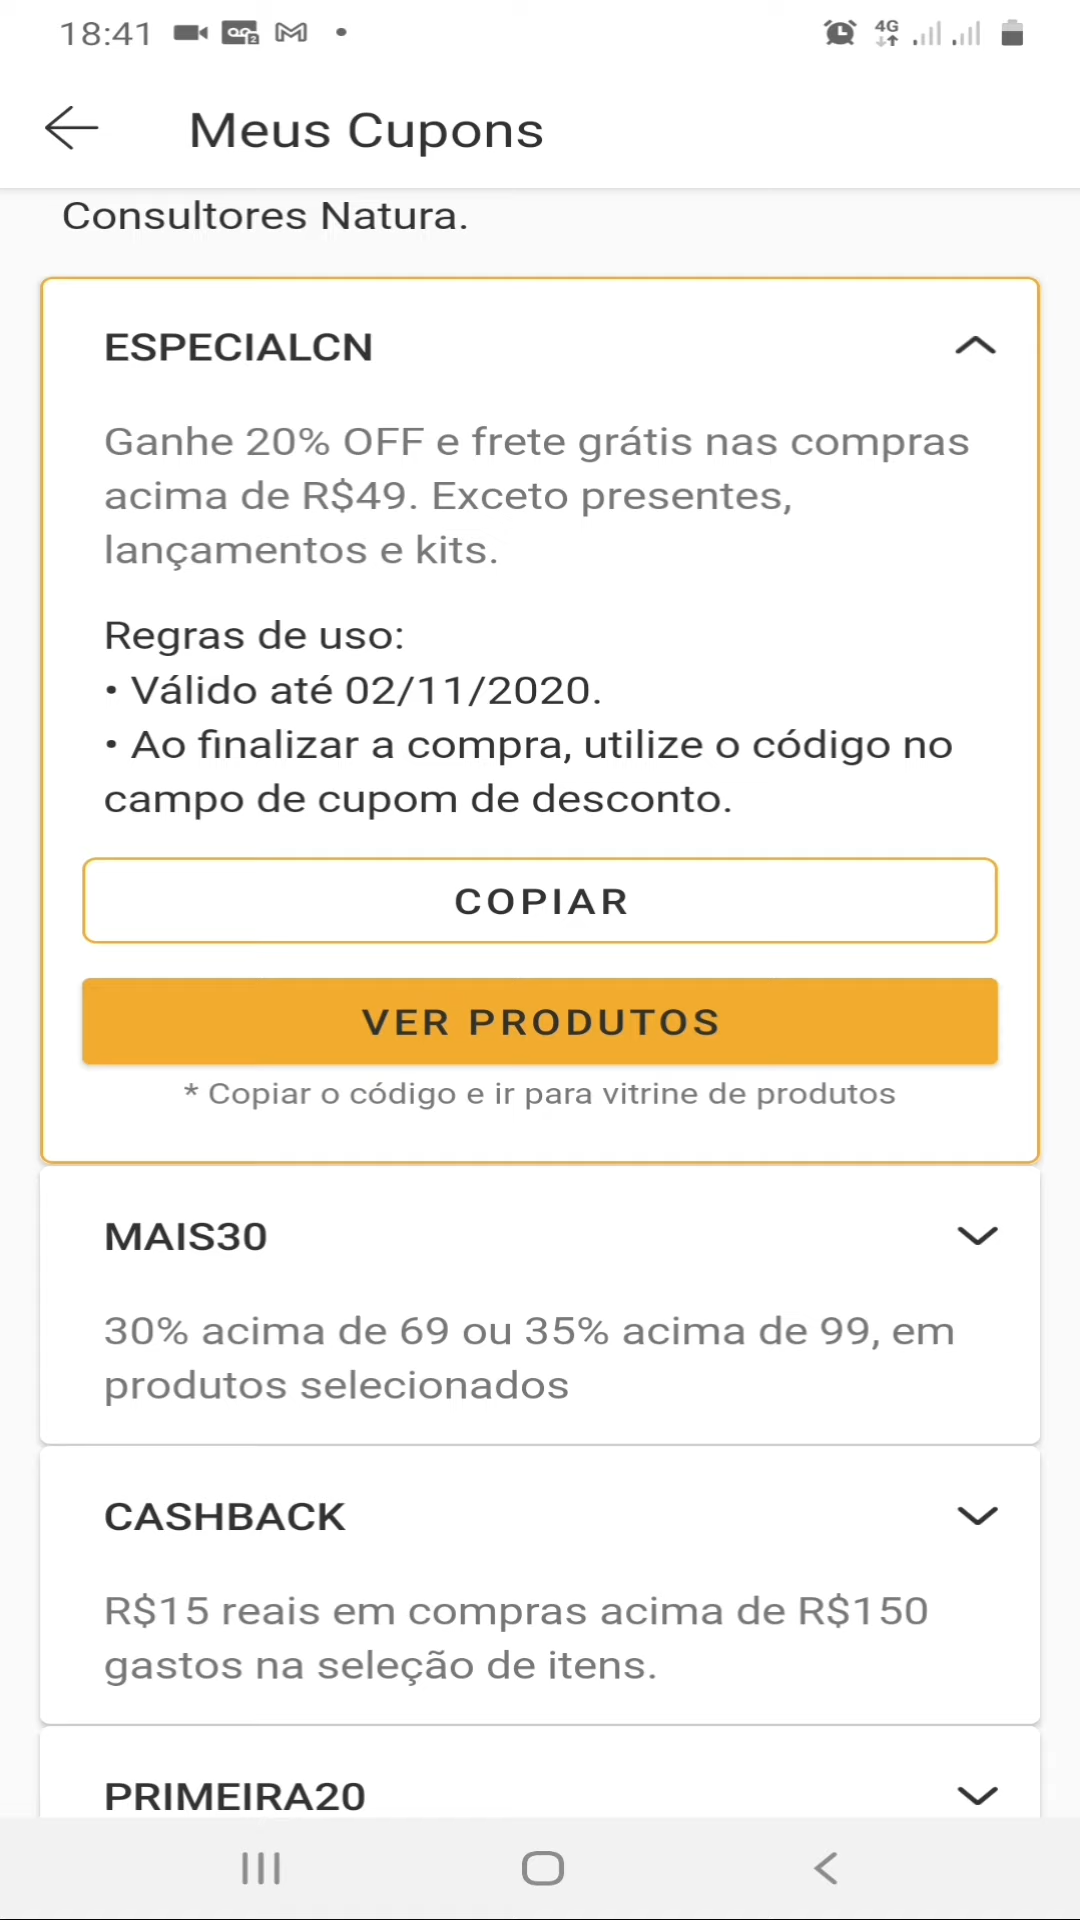 18:41
4G
Meus Cupons
Consultores Natura.
ESPECIALCN
Ganhe 20% OFF e frete grátis nas compras
acima de R$49. Exceto presentes,
lançamentos e kits.
Regras de uso:
• Válido até 02/11/2020.
• Ao finalizar a compra, utilize o código no
campo de cupom de desconto.
COPIAR
VER PRODUTOS
* Copiar o código e ir para vitrine de produtos
MAIS30
30% acima de 69 ou 35% acima de 99, em
produtos selecionados
CASHBACK
R$15 reais em compras acima de R$150
gastos na seleção de itens.
PRIMEIRA20